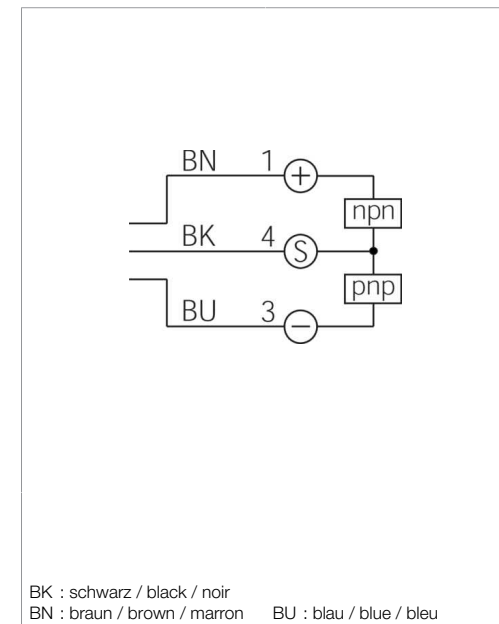 BN 1 +
npn
BK 4 S
pnp
BU 3 −
BK : schwarz / black / noir
BN : braun / brown / marron BU : blau / blue / bleu